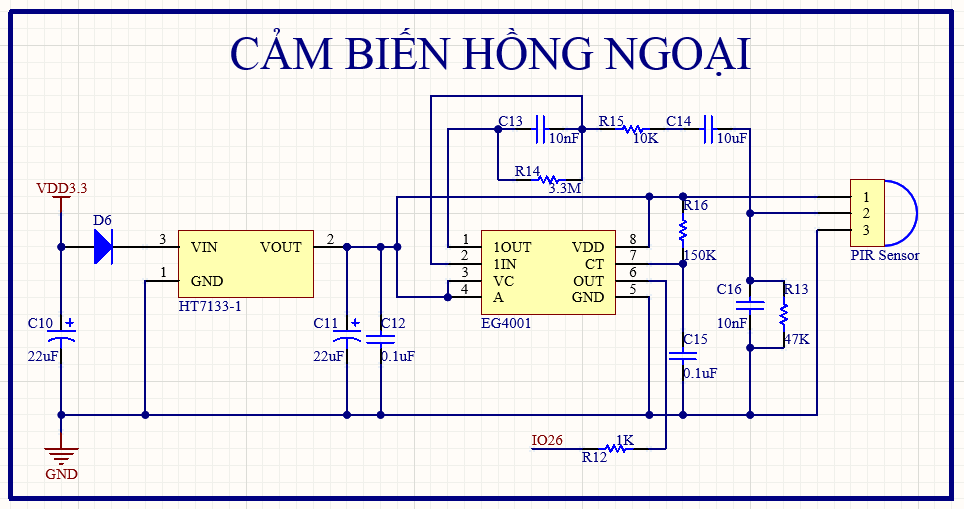 CẢM BIẾN HỒNG NGOẠI
C13
10nF
R15
10K
C14
10uF
R14
3.3M
VDD3.3
D6
3
VIN
VOUT
2
1
GND
HT7133-1
C10
22uF
C11
22uF
C12
0.1uF
1
1OUT
VDD
8
2
1IN
CT
7
3
VC
OUT
6
4
A
GND
5
EG4001
R16
150K
C15
0.1uF
C16
10nF
R13
47K
1
2
3
PIR Sensor
IO26
R12
1K
GND